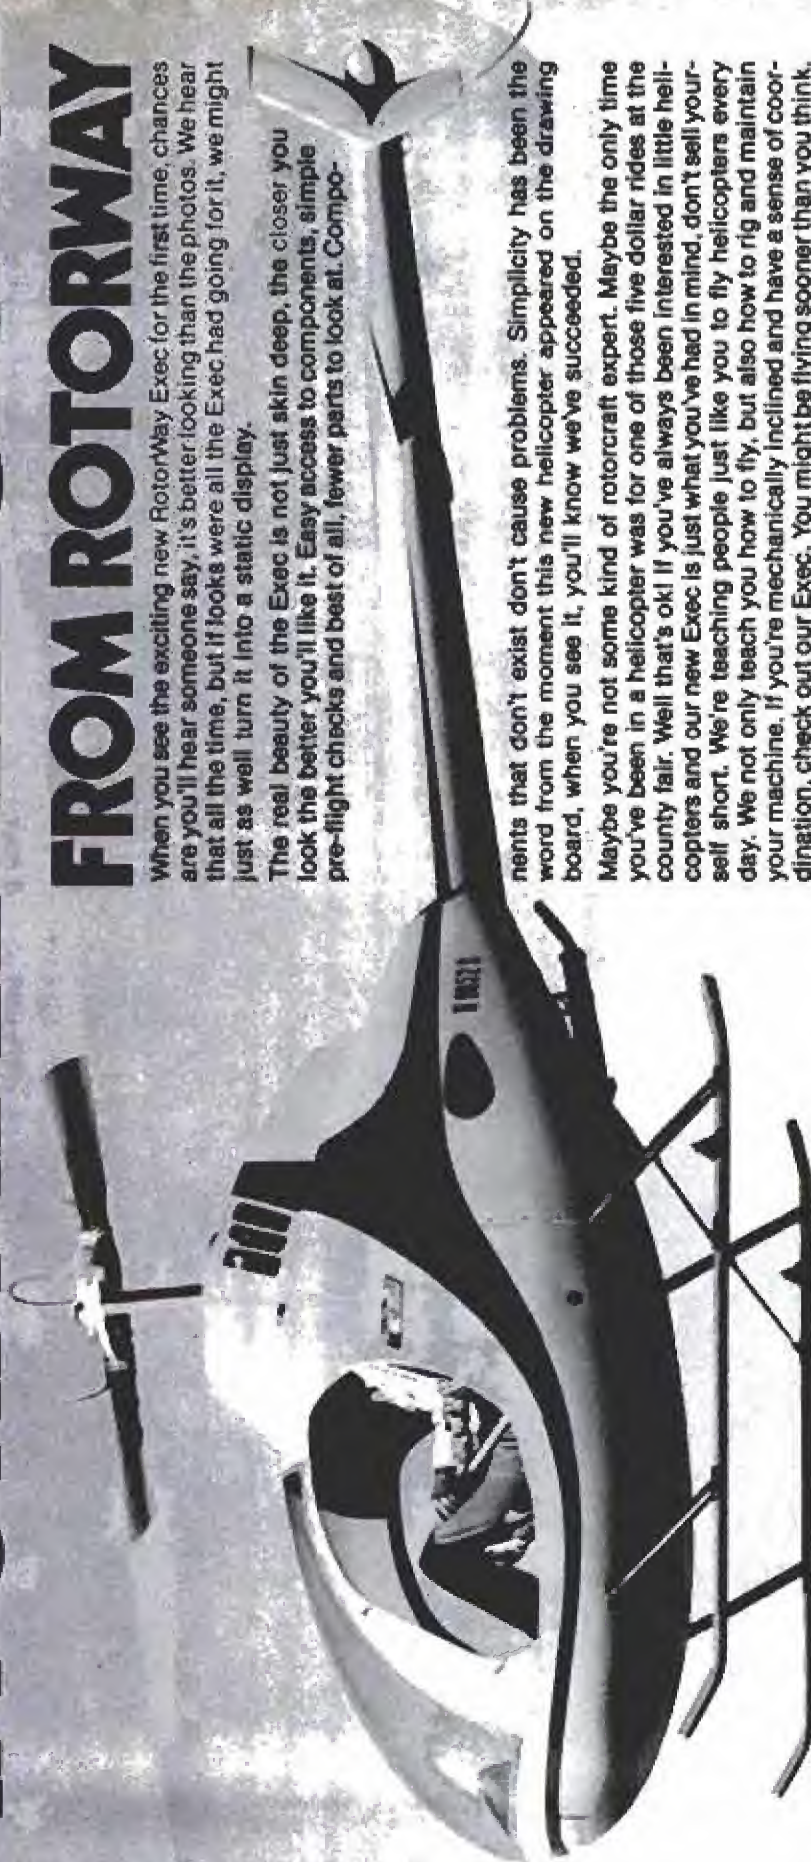 FROM ROTORWAY
When you see the exciting new RotorWay Exec for the first time, chances
are you'll hear someone say, it's better looking than the photos. We hear
that all the time, but if looks were all the Exec had going for it, we might
just as well turn it into a static display.
The real beauty of the Exec is not just skin deep, the closer you
look the better you'll like it. Easy access to components, simple
pre-flight checks and best of all, fewer parts to look at. Compo-
nents that don't exist don't cause problems. Simplicity has been the
word from the moment this new helicopter appeared on the drawing
board, when you see it, you'll know we've succeeded.
Maybe you're not some kind of rotorcraft expert. Maybe the only time
you've been in a helicopter was for one of those five dollar rides at the
county fair. Well that's ok! If you've always been interested in little heli-
copters and our new Exec is just what you've had in mind, don't sell your-
self short. We're teaching people just like you to fly helicopters every
day. We not only teach you how to fly, but also how to rig and maintain
your machine. If you're mechanically inclined and have a sense of coor-
dination, check out our Exec. You might be flying sooner than you think.